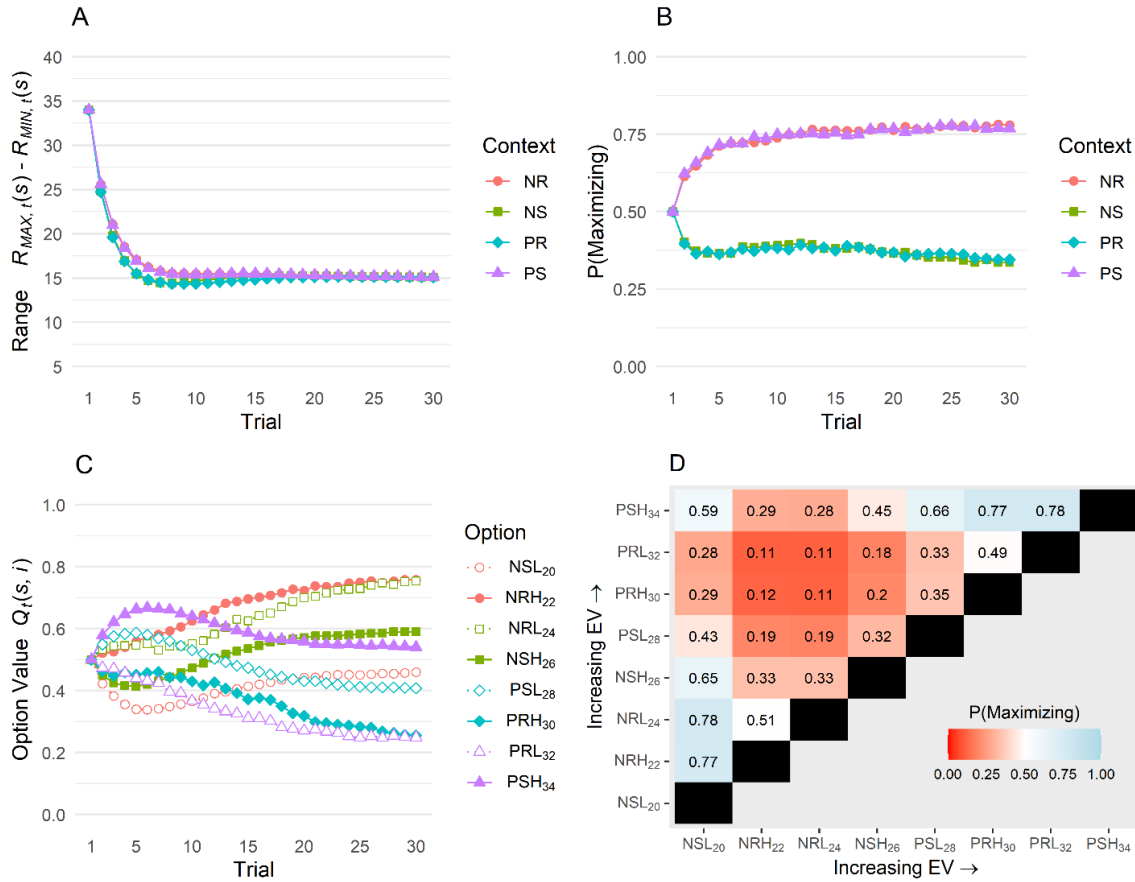 A
Range R_MAX, t(s) - R_MIN, t(s)
40
35
30
25
20
15
10
5
1 5 10 15 20 25 30
Trial
Context
NR
NS
PR
PS
B
P(Maximizing)
1.00
0.75
0.50
0.25
0.00
1 5 10 15 20 25 30
Trial
Context
NR
NS
PR
PS
C
Option Value Q_t(s, i)
1.0
0.8
0.6
0.4
0.2
0.0
1 5 10 15 20 25 30
Trial
Option
NSL₂₀
NRH₂₂
NRL₂₄
NSH₂₆
PSL₂₈
PRH₃₀
PRL₃₂
PSH₃₄
D
Increasing EV →
PSH₃₄ 0.59 0.29 0.28 0.45 0.66 0.77 0.78
PRL₃₂ 0.28 0.11 0.11 0.18 0.33 0.49
PRH₃₀ 0.29 0.12 0.11 0.2 0.35
PSL₂₈ 0.43 0.19 0.19 0.32
NSH₂₆ 0.65 0.33 0.33
NRL₂₄ 0.78 0.51
NRH₂₂ 0.77
NSL₂₀
P(Maximizing)
0.00 0.25 0.50 0.75 1.00
NSL₂₀ NRH₂₂ NRL₂₄ NSH₂₆ PSL₂₈ PRH₃₀ PRL₃₂ PSH₃₄
Increasing EV →